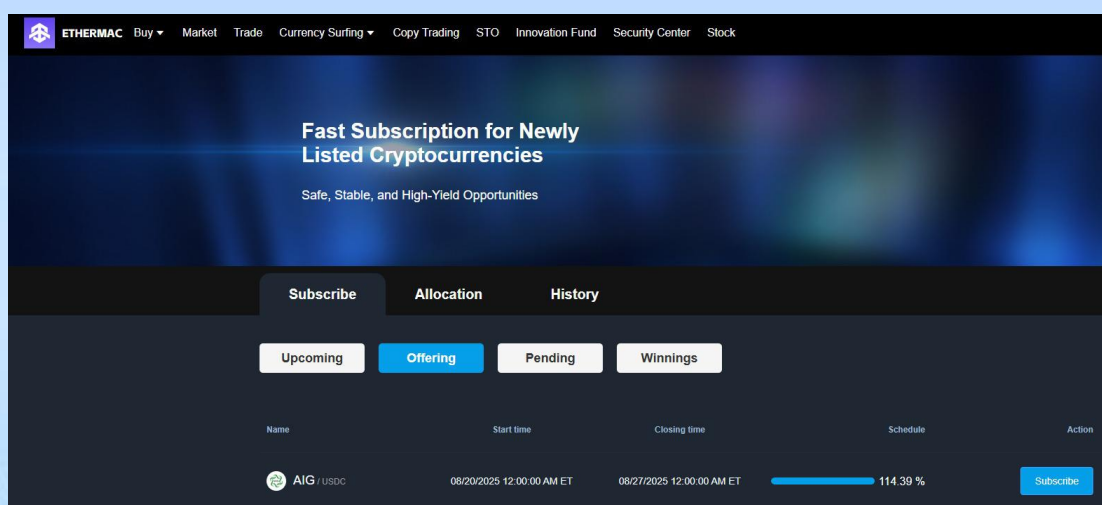 ETHERMAC Buy ▾ Market Trade Currency Surfing ▾ Copy Trading STO Innovation Fund Security Center Stock
Fast Subscription for Newly
Listed Cryptocurrencies
Safe, Stable, and High-Yield Opportunities
Subscribe Allocation History
Upcoming Offering Pending Winnings
Name Start time Closing time Schedule Action
AIG / USDC 08/20/2025 12:00:00 AM ET 08/27/2025 12:00:00 AM ET 114.39 % Subscribe